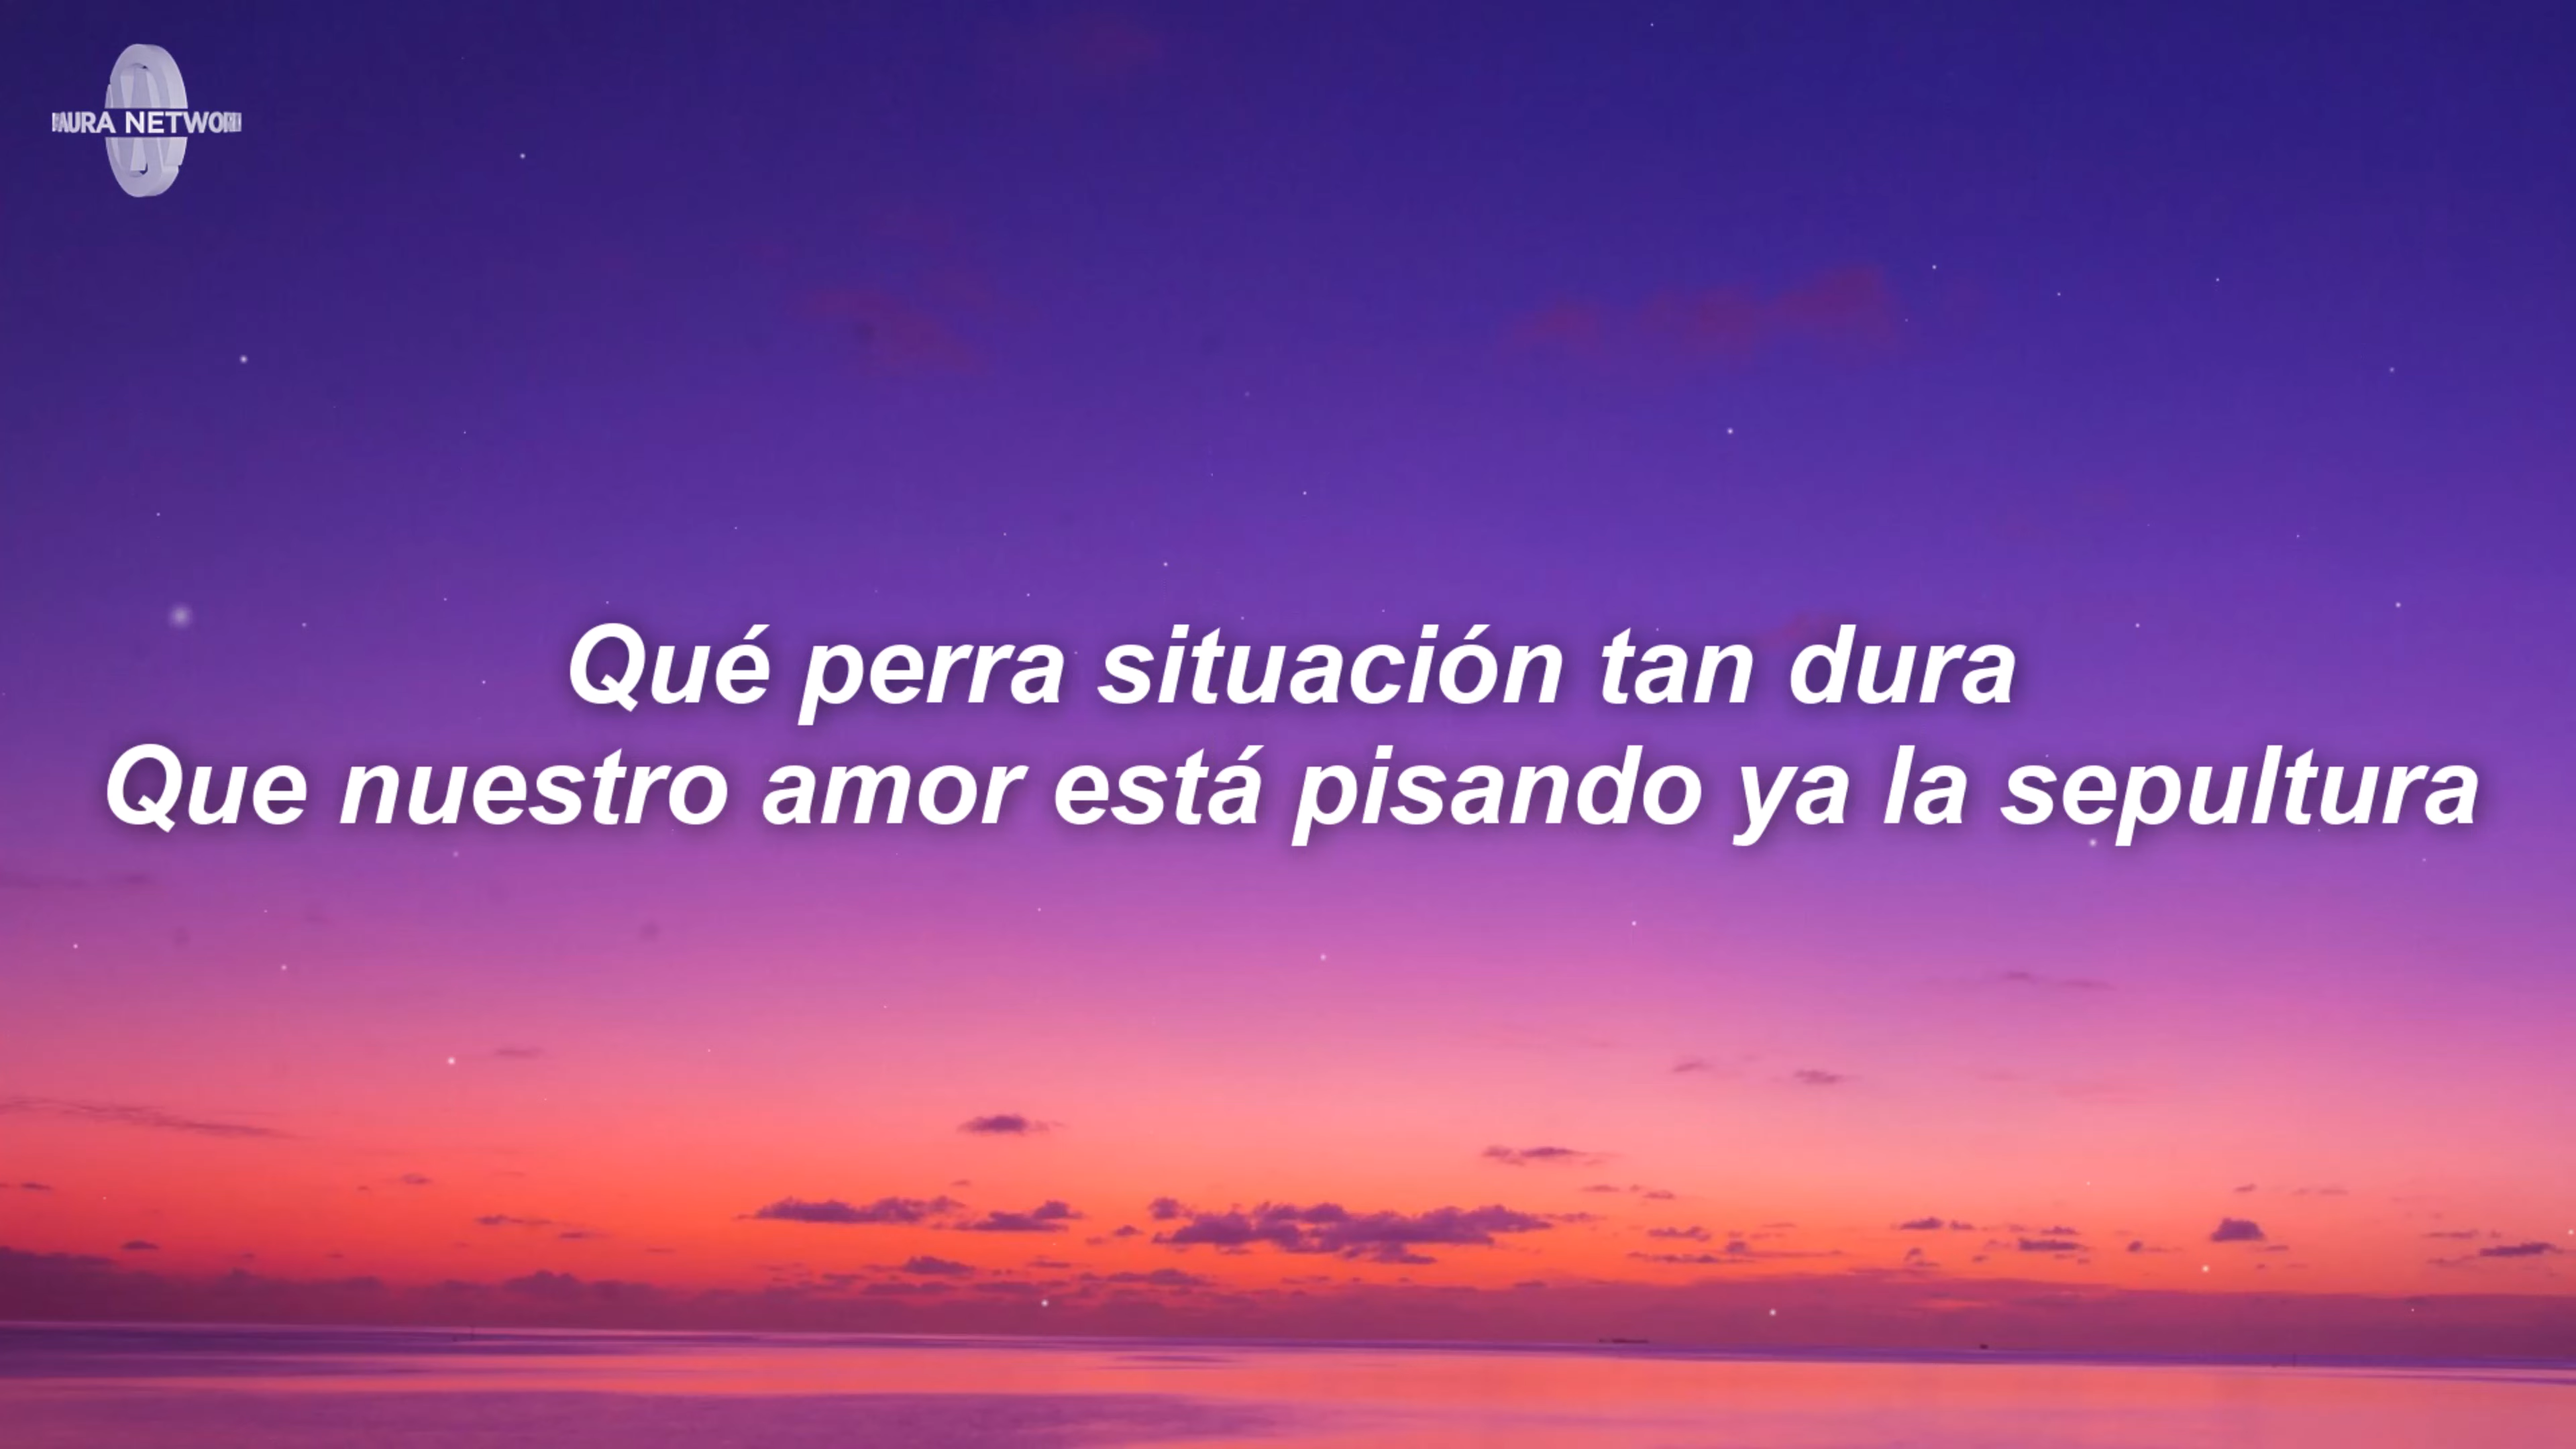 AURA NETWORK
Qué perra situación tan dura
Que nuestro amor está pisando ya la sepultura